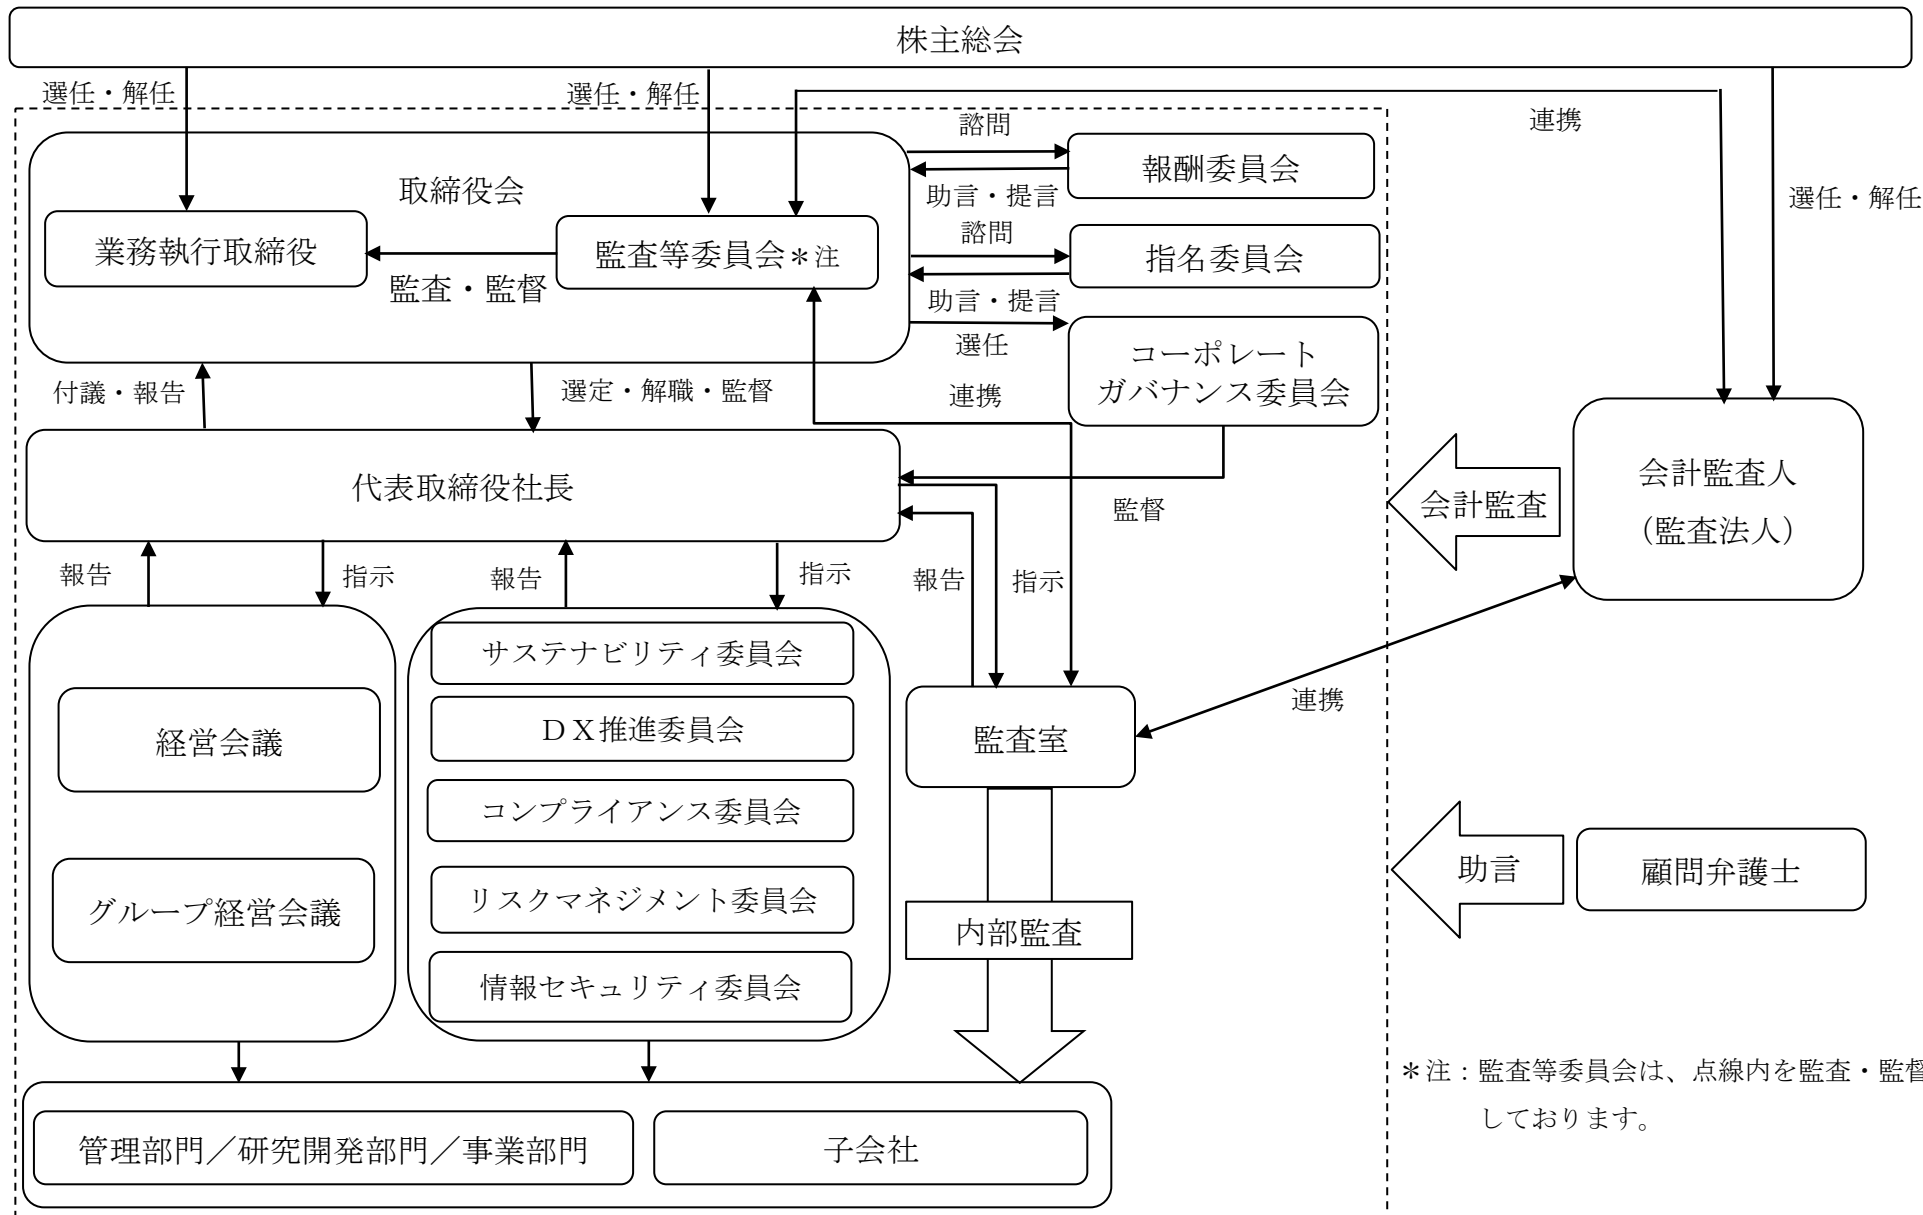 株主総会
選任・解任
選任・解任
連携
諮問
報酬委員会
取締役会
助言・提言
選任・解任
諮問
業務執行取締役
監査等委員会＊注
指名委員会
監査・監督
助言・提言
選任
コーポレート
ガバナンス委員会
付議・報告
選定・解職・監督
連携
代表取締役社長
監督
会計監査
会計監査人
（監査法人）
報告
指示
報告
指示
報告
指示
サステナビリティ委員会
連携
経営会議
ＤＸ推進委員会
監査室
コンプライアンス委員会
助言
顧問弁護士
グループ経営会議
リスクマネジメント委員会
内部監査
情報セキュリティ委員会
＊注：監査等委員会は、点線内を監査・監督
しております。
管理部門／研究開発部門／事業部門
子会社